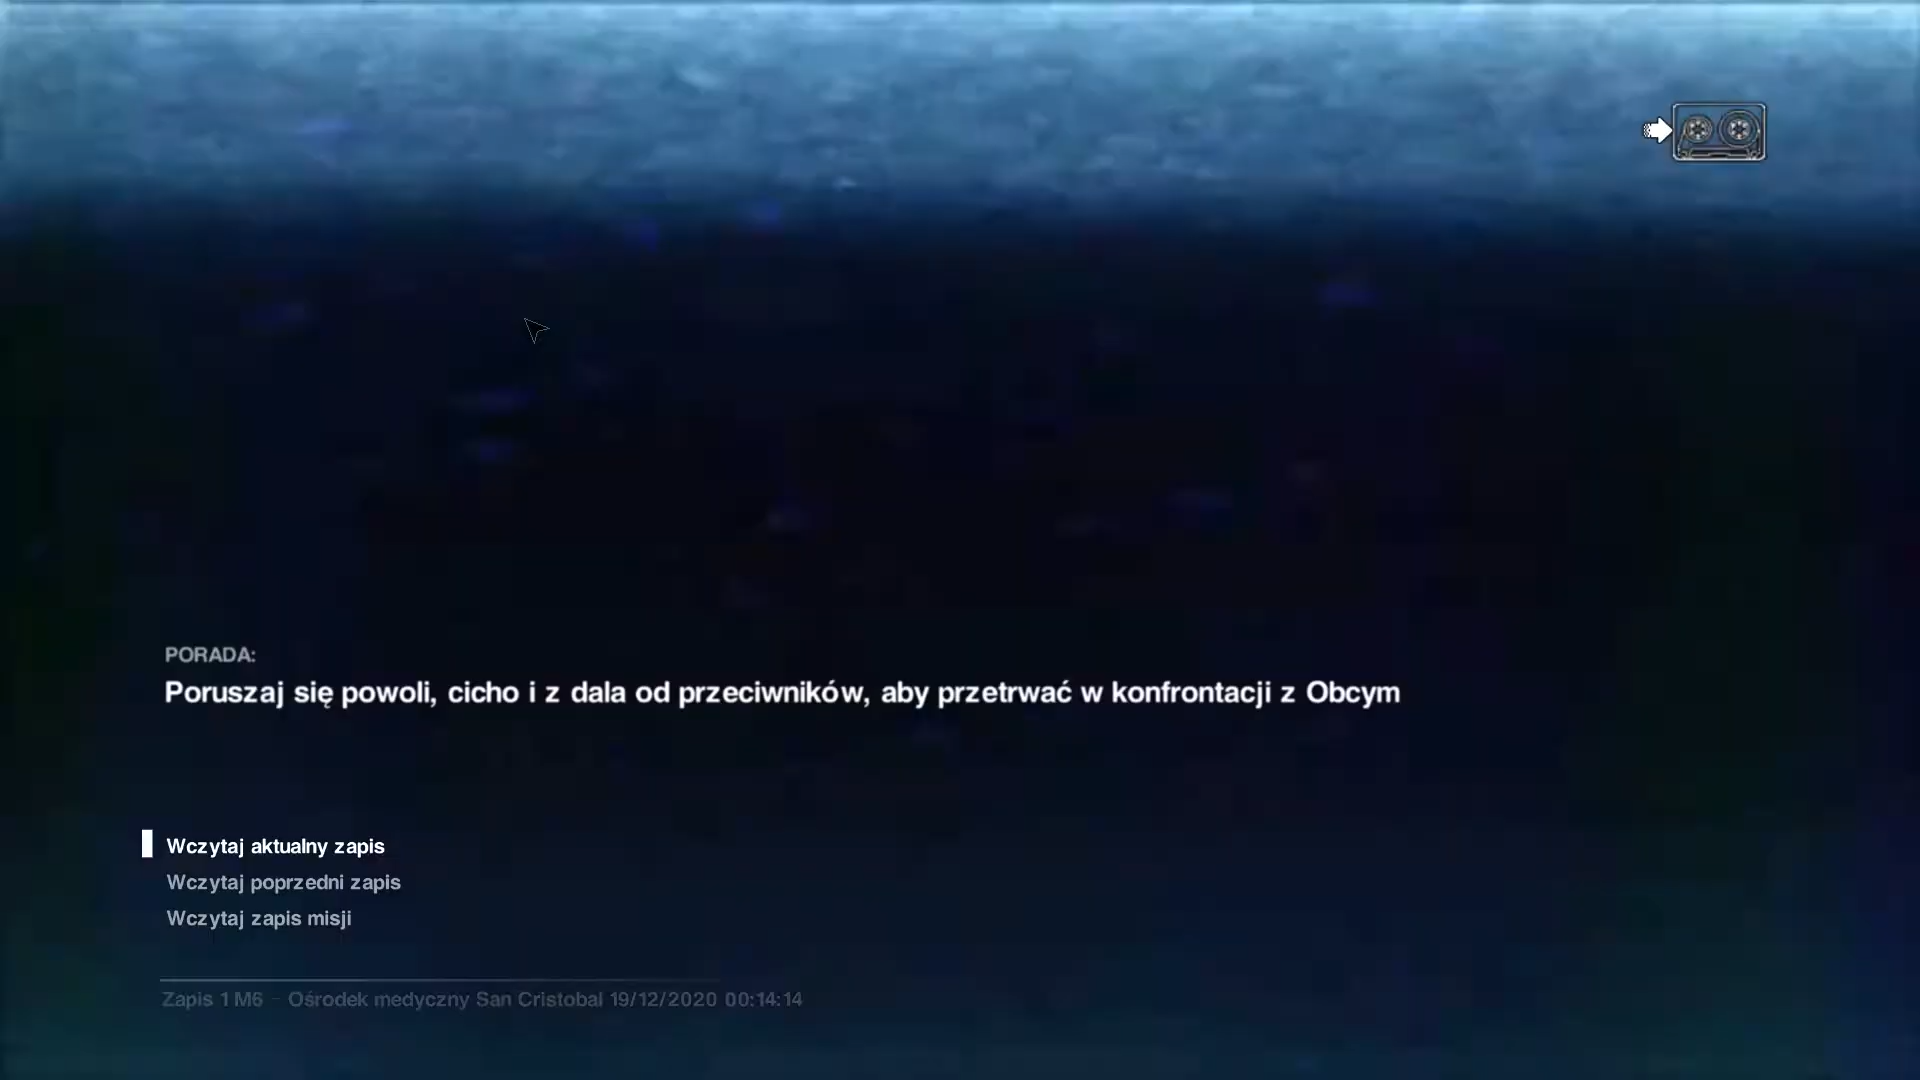 PORADA:
Poruszaj się powoli, cicho i z dala od przeciwników, aby przetrwać w konfrontacji z Obcym
Wczytaj aktualny zapis
Wczytaj poprzedni zapis
Wczytaj zapis misji
Zapis 1 M6 - Ośrodek medyczny San Cristobal 19/12/2020 00:14:14